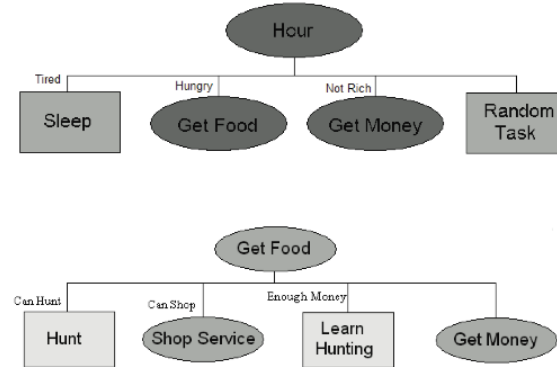 Hour
Tired
Hungry
Not Rich
Sleep
Get Food
Get Money
Random
Task
Get Food
Can Hunt
Can Shop
Enough Money
Hunt
Shop Service
Learn
Hunting
Get Money